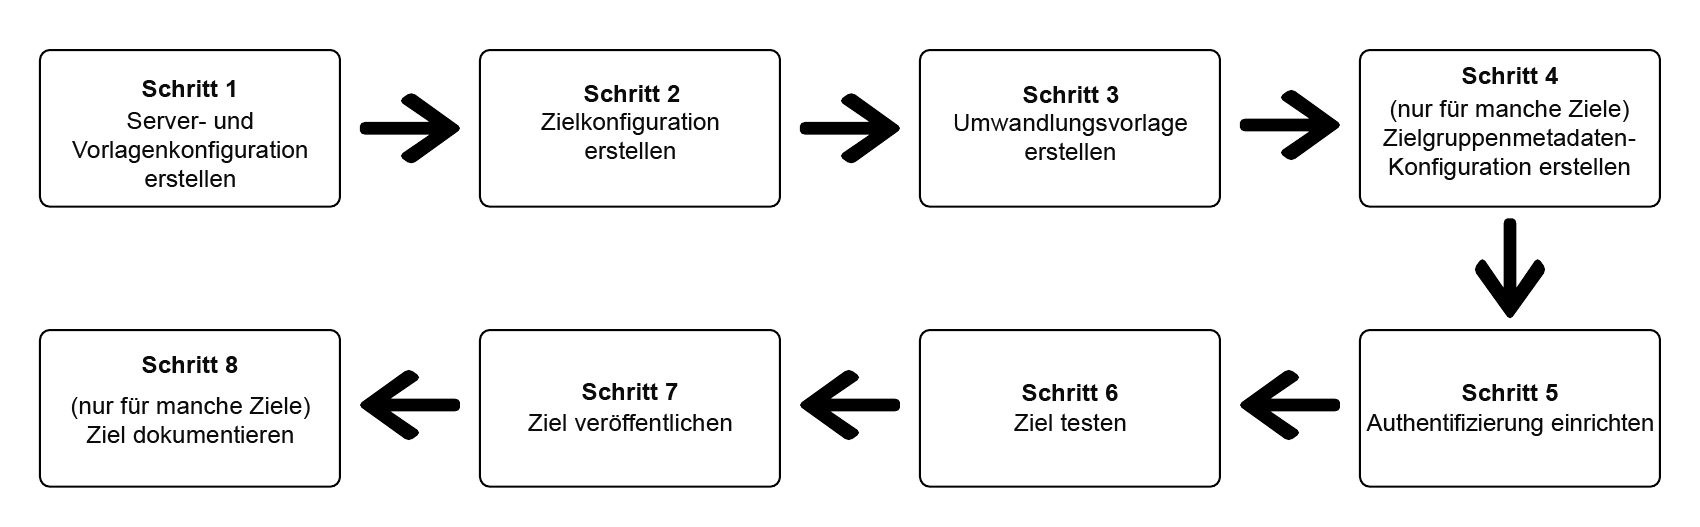 Schritt 1
Server- und
Vorlagenkonfiguration
erstellen
Schritt 2
Zielkonfiguration
erstellen
Schritt 3
Umwandlungsvorlage
erstellen
Schritt 4
(nur für manche Ziele)
Zielgruppenmetadaten-
Konfiguration erstellen
Schritt 5
Authentifizierung einrichten
Schritt 6
Ziel testen
Schritt 7
Ziel veröffentlichen
Schritt 8
(nur für manche Ziele)
Ziel dokumentieren